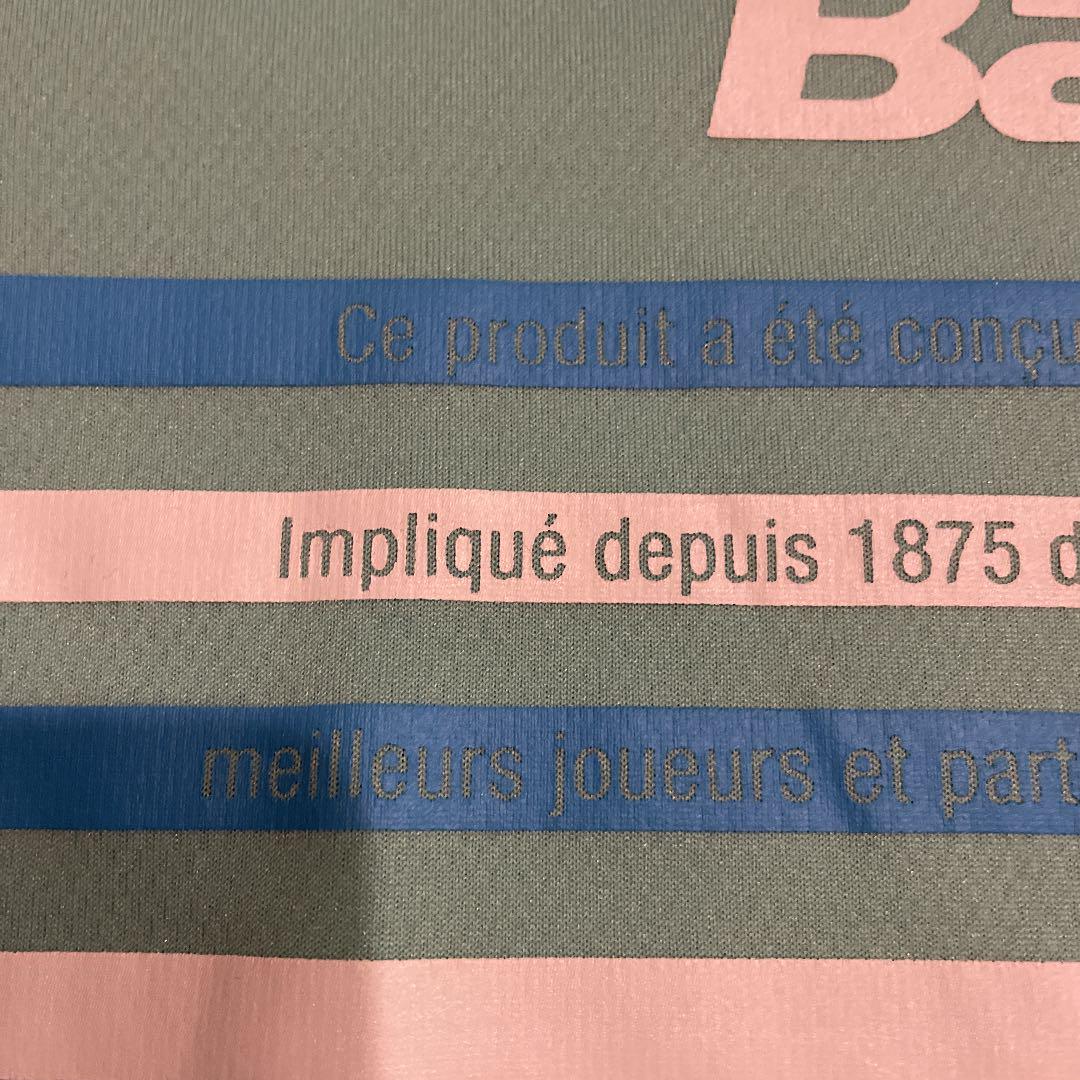 Ba
Ce produit a été conçu
Impliqué depuis 1875 d
meilleurs joueurs et part